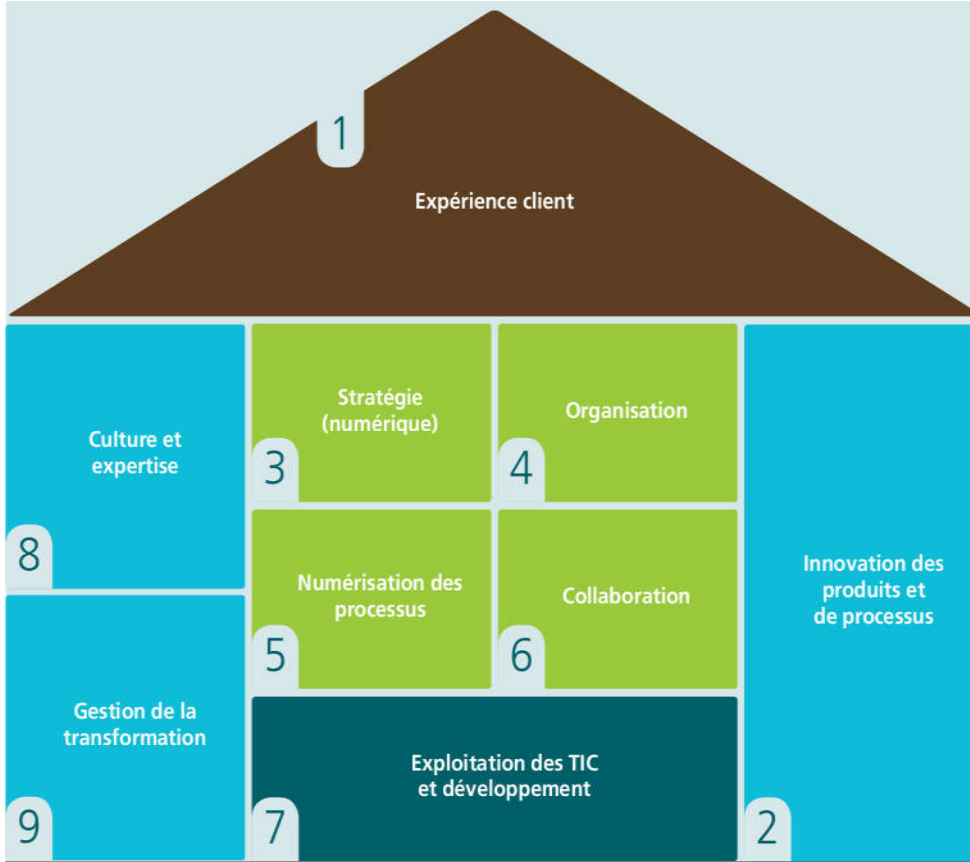 1
Expérience client
Culture et
expertise
8
Stratégie
(numérique)
3
Organisation
4
Numérisation des
processus
5
Collaboration
6
Innovation des
produits et
de processus
2
Gestion de la
transformation
9
Exploitation des TIC
et développement
7